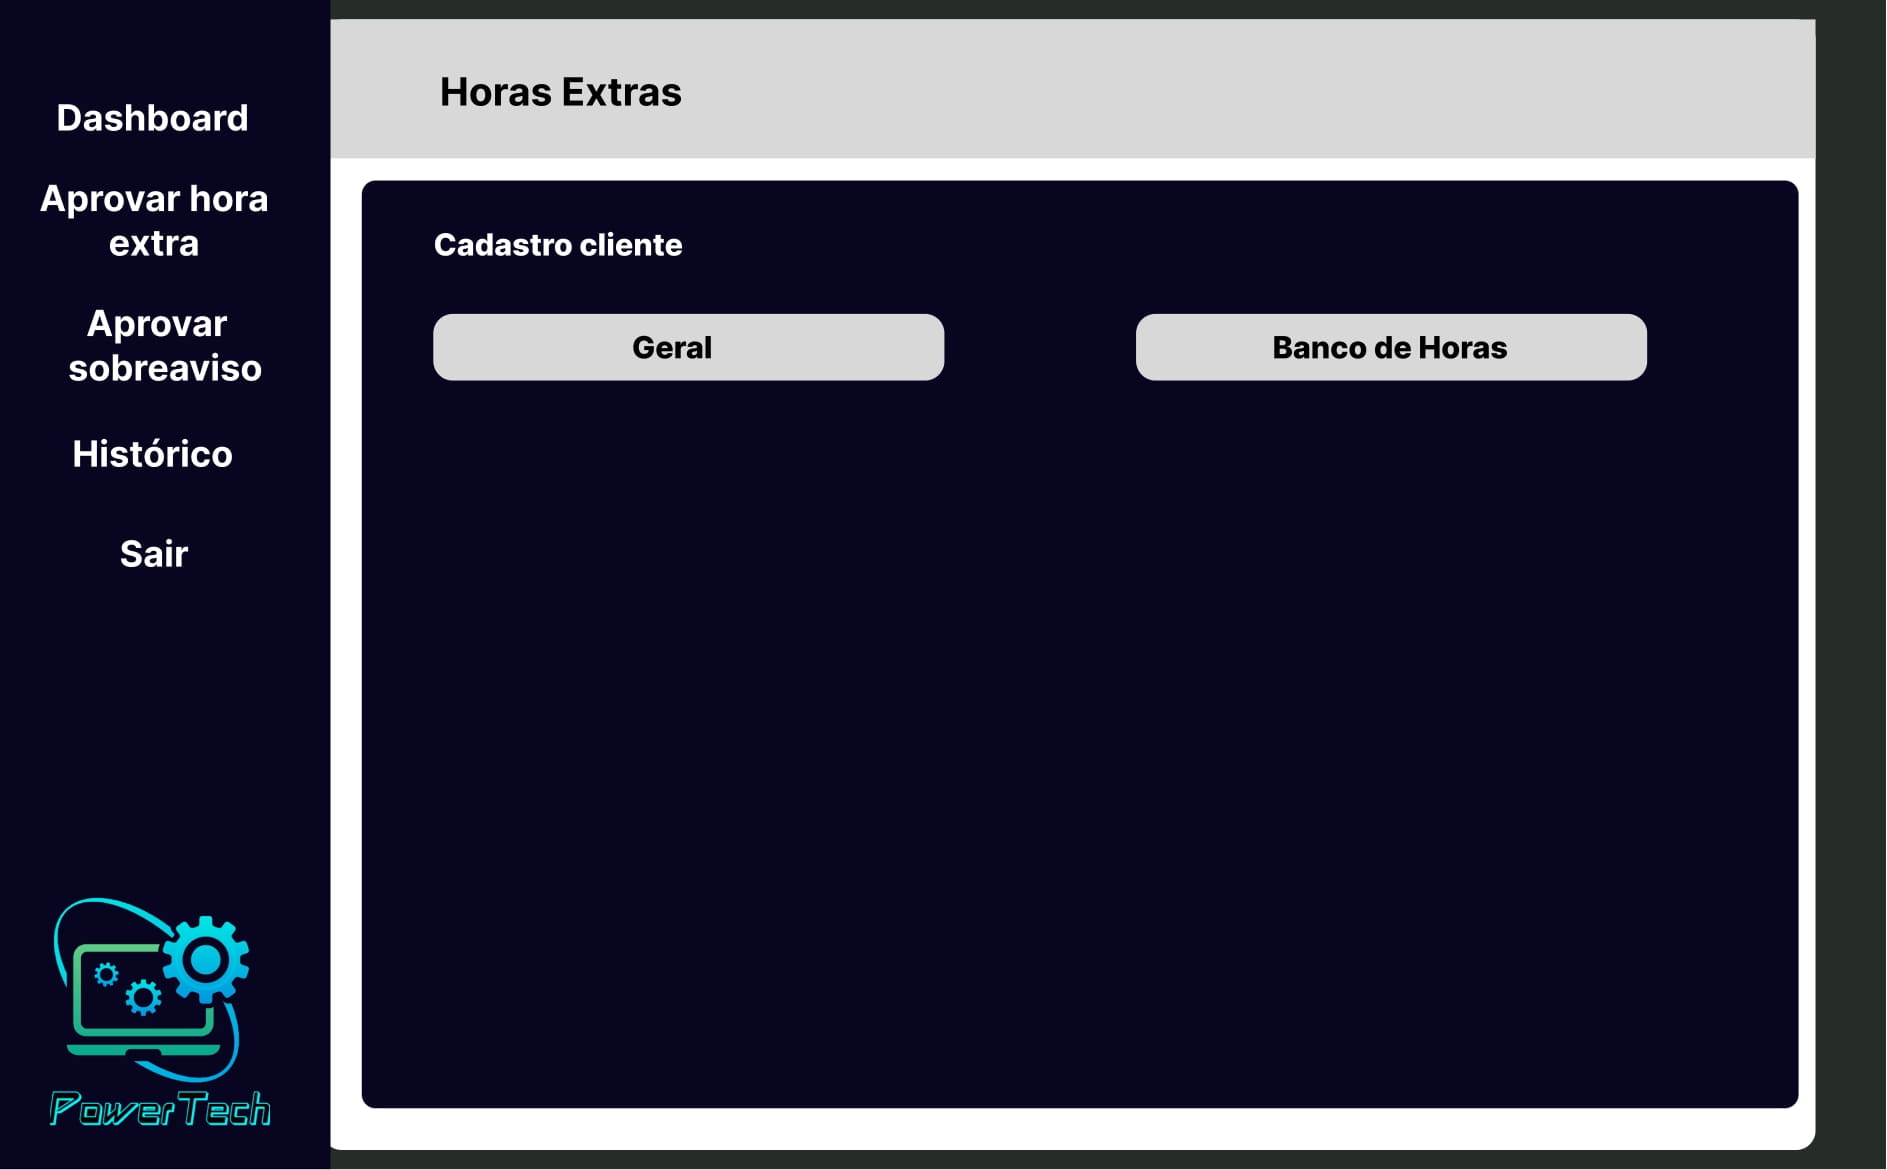 Dashboard
Aprovar hora
extra
Aprovar
sobreaviso
Histórico
Sair
PowerTech
Horas Extras
Cadastro cliente
Geral
Banco de Horas